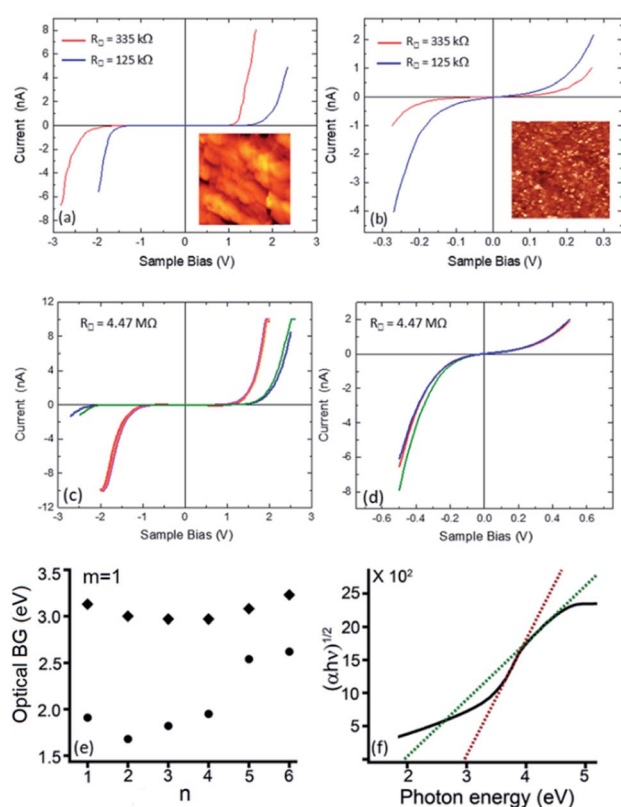 R□ = 335 kΩ
R□ = 125 kΩ
8
6
4
2
0
-2
-4
-6
-8
Current (nA)
(a)
-3 -2 -1 0 1 2 3
Sample Bias (V)
R□ = 335 kΩ
R□ = 125 kΩ
2
1
0
-1
-2
-3
-4
Current (nA)
(b)
-0.3 -0.2 -0.1 0.0 0.1 0.2 0.3
Sample Bias (V)
R□ = 4.47 MΩ
12
8
4
0
-4
-8
-12
Current (nA)
(c)
-3 -2 -1 0 1 2 3
Sample Bias (V)
R□ = 4.47 MΩ
2
0
-2
-4
-6
-8
Current (nA)
(d)
-0.6 -0.4 -0.2 0.0 0.2 0.4 0.6
Sample Bias (V)
m=1
3.5
3.0
2.5
2.0
1.5
Optical BG (eV)
(e)
1 2 3 4 5 6
n
X 10²
25
20
15
10
5
(αhν)^1/2
(f)
2 3 4 5
Photon energy (eV)